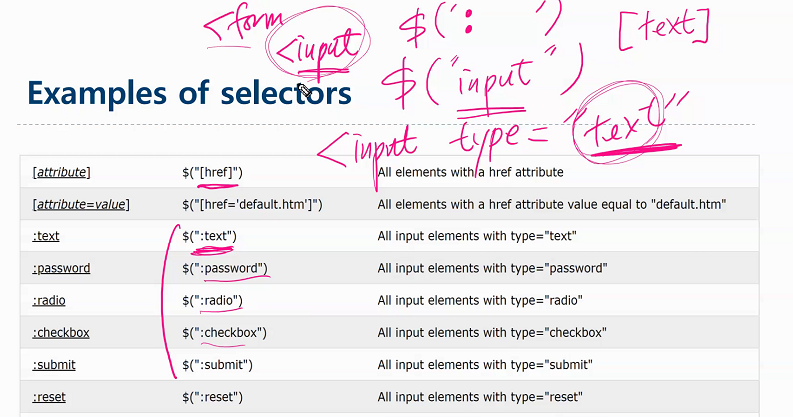 <form
<input
$(": ")
[text]
$("input")
Examples of selectors
<input type = "text"
[attribute] $("[href]") All elements with a href attribute
[attribute=value] $("[href='default.htm']") All elements with a href attribute value equal to "default.htm"
:text $(":text") All input elements with type="text"
:password $(":password") All input elements with type="password"
:radio $(":radio") All input elements with type="radio"
:checkbox $(":checkbox") All input elements with type="checkbox"
:submit $(":submit") All input elements with type="submit"
:reset $(":reset") All input elements with type="reset"